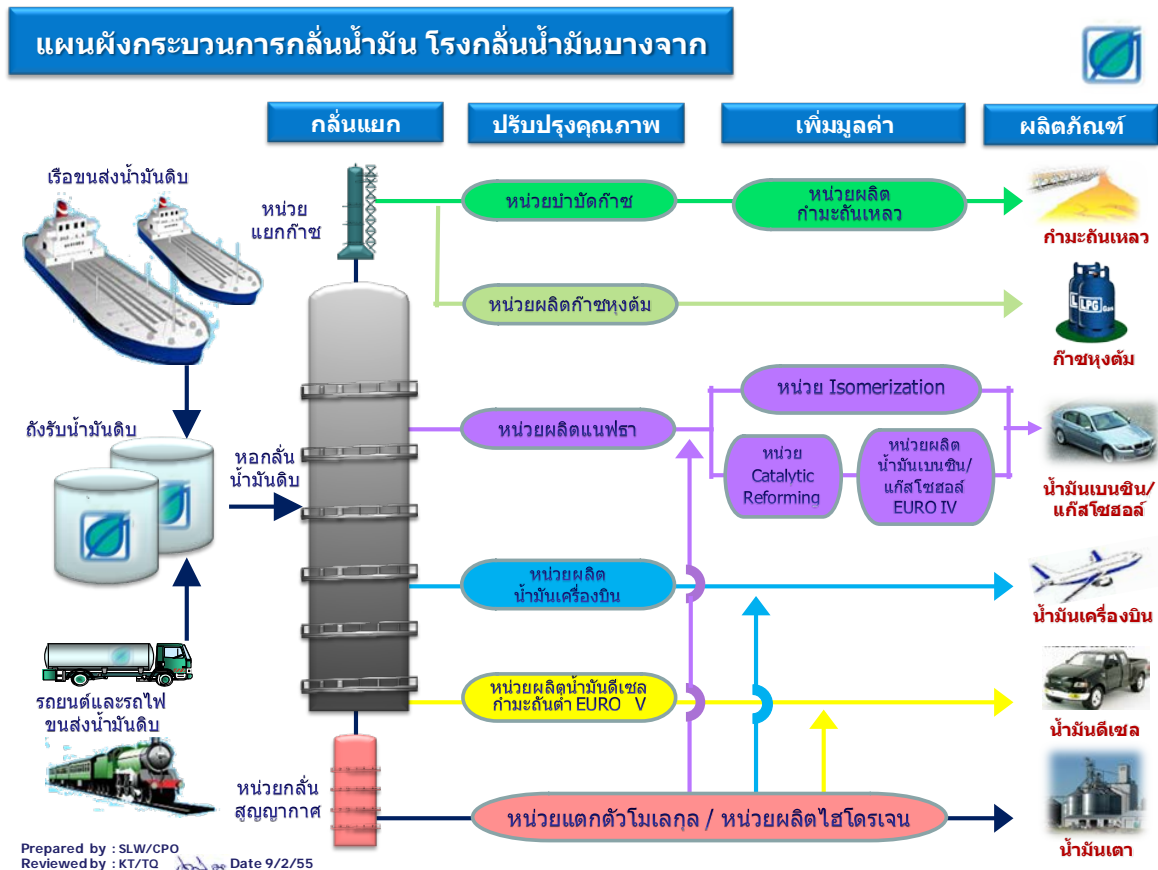 แผนผังกระบวนการกลั่นน้ำมัน โรงกลั่นน้ำมันบางจาก
กลั่นแยก
ปรับปรุงคุณภาพ
เพิ่มมูลค่า
ผลิตภัณฑ์
เรือขนส่งน้ำมันดิบ
หน่วย
แยกก๊าซ
หน่วยบำบัดก๊าซ
หน่วยผลิต
กำมะถันเหลว
กำมะถันเหลว
หน่วยผลิตก๊าซหุงต้ม
LPG Gas
ก๊าซหุงต้ม
ถังรับน้ำมันดิบ
หอกลั่น
น้ำมันดิบ
หน่วยผลิตแนฟธา
หน่วย Isomerization
หน่วย
Catalytic
Reforming
หน่วยผลิต
น้ำมันเบนซิน/
แก๊สโซฮอล์
EURO IV
น้ำมันเบนซิน/
แก๊สโซฮอล์
หน่วยผลิต
น้ำมันเครื่องบิน
น้ำมันเครื่องบิน
รถยนต์และรถไฟ
ขนส่งน้ำมันดิบ
หน่วยผลิตน้ำมันดีเซล
กำมะถันต่ำ EURO V
น้ำมันดีเซล
หน่วยกลั่น
สูญญากาศ
หน่วยแตกตัวโมเลกุล / หน่วยผลิตไฮโดรเจน
น้ำมันเตา
Prepared by : SLW/CPO
Reviewed by : KT/TQ Date 9/2/55